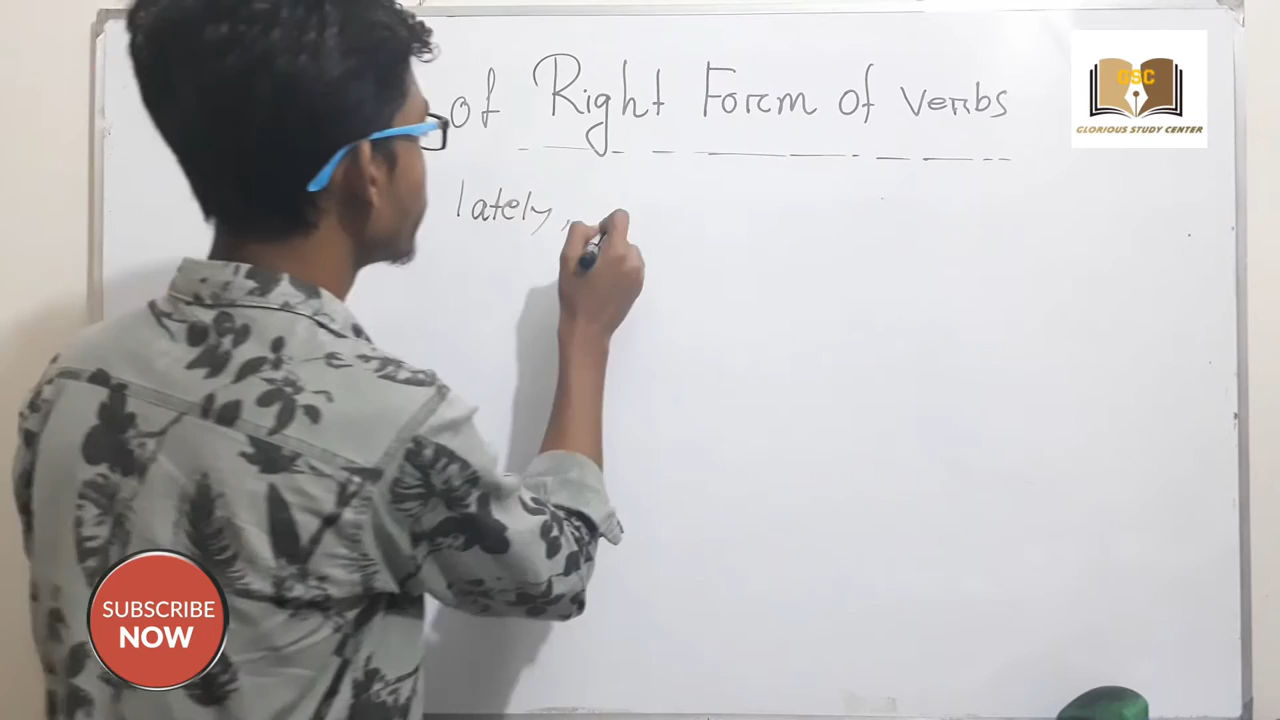 of Right Form of verbs
lately,
GSC
GLORIOUS STUDY CENTER
SUBSCRIBE
NOW